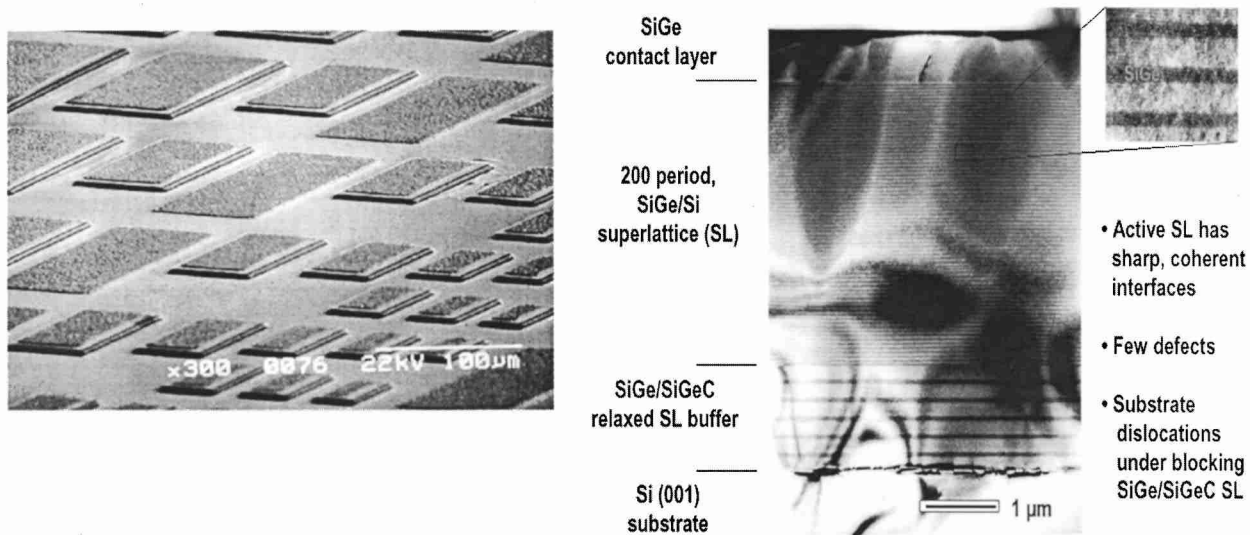 ×300 0076 22kV 100µm
SiGe
contact layer
200 period,
SiGe/Si
superlattice (SL)
SiGe/SiGeC
relaxed SL buffer
Si (001)
substrate
1 µm
SiGe
• Active SL has
sharp, coherent
interfaces
• Few defects
• Substrate
dislocations
under blocking
SiGe/SiGeC SL